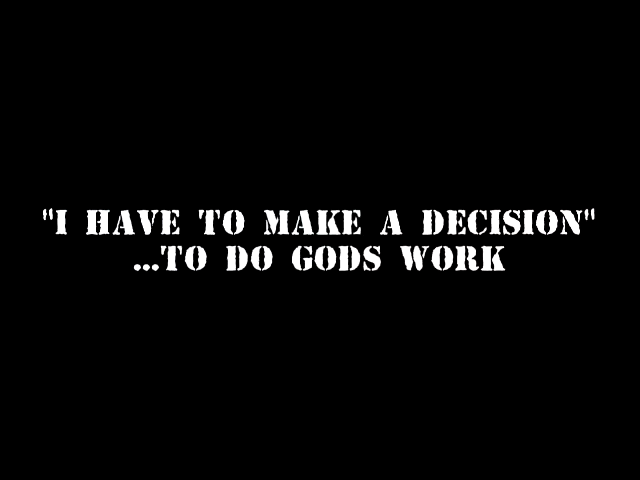 "I HAVE TO MAKE A DECISION"
...TO DO GODS WORK